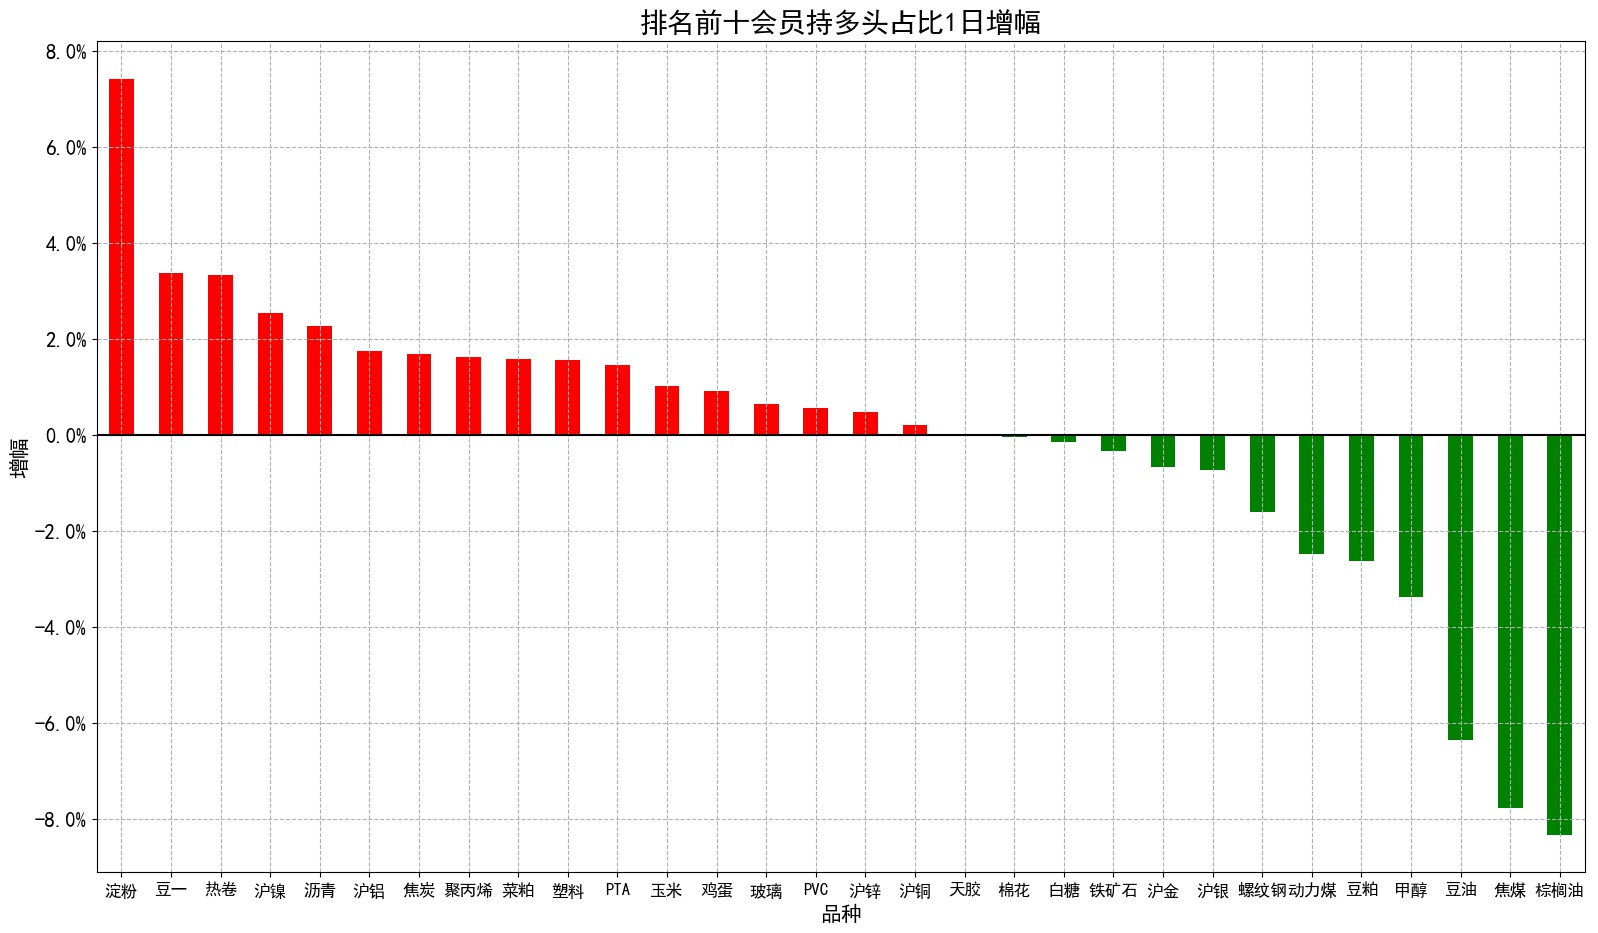 排名前十会员持多头占比1日增幅
8.0%
6.0%
4.0%
2.0%
0.0%
−2.0%
−4.0%
−6.0%
−8.0%
增幅
淀粉 豆一 热卷 沪镍 沥青 沪铝 焦炭 聚丙烯 菜粕 塑料 PTA 玉米 鸡蛋 玻璃 PVC 沪锌 沪铜 天胶 棉花 白糖 铁矿石 沪金 沪银 螺纹钢 动力煤 豆粕 甲醇 豆油 焦煤 棕榈油
品种